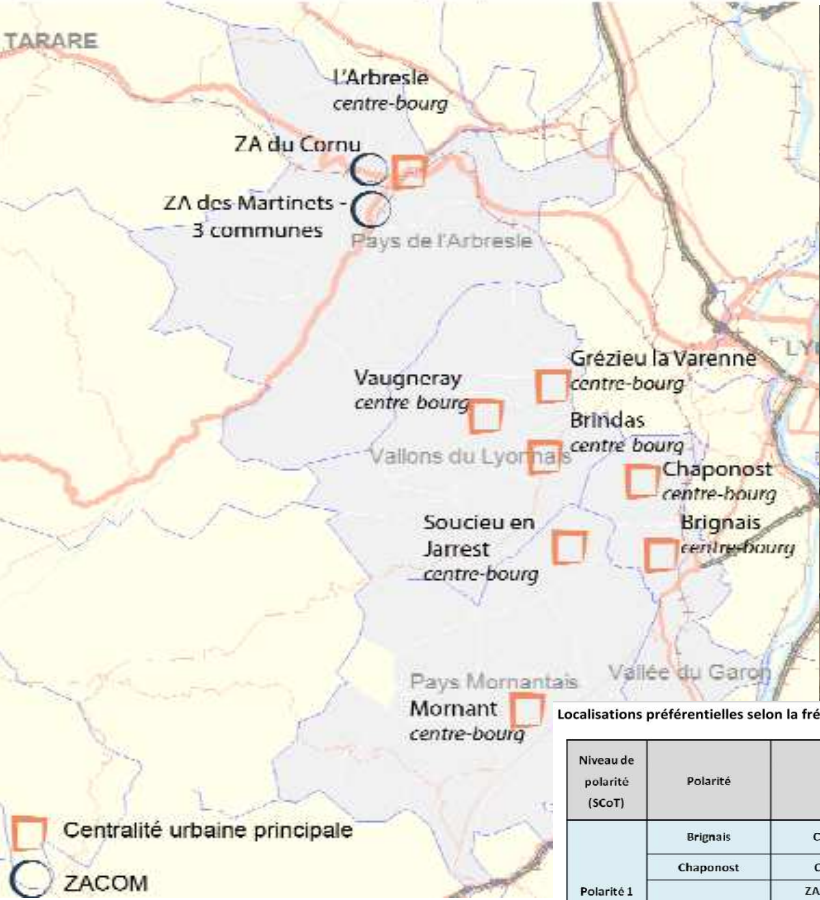 TARARE
L'Arbresle
centre-bourg
ZA du Cornu
ZA des Martinets -
3 communes
Pays de l'Arbresle
Grézieu la Varenne
centre-bourg
Vaugneray
centre bourg
Brindas
centre bourg
Vallons du Lyonnais
Chaponost
centre-bourg
Soucieu en
Jarrest
centre-bourg
Brignais
centre-bourg
Pays Mornantais
Vallée du Garon
Mornant
centre-bourg
Localisations préférentielles selon la fré
Niveau de
polarité
(SCoT)
Polarité
Brignais
C
Chaponost
C
Polarité 1
ZA
Centralité urbaine principale
ZACOM